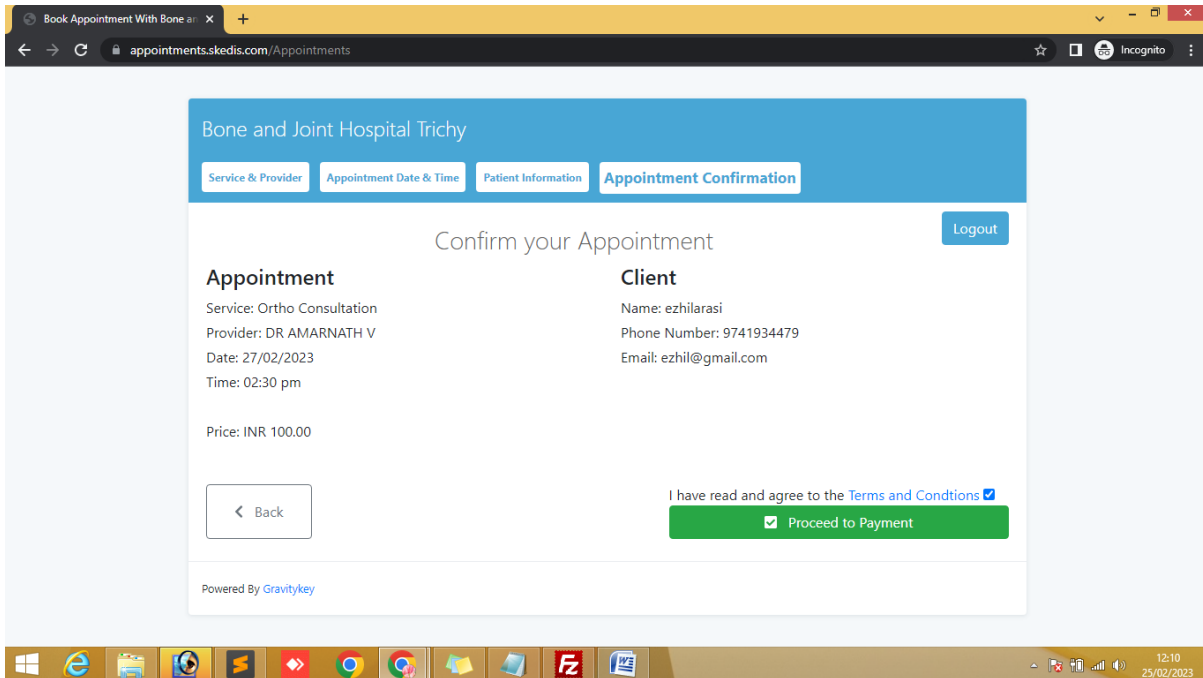 Book Appointment With Bone an
appointments.skedis.com/Appointments
Incognito
Bone and Joint Hospital Trichy
Service & Provider
Appointment Date & Time
Patient Information
Appointment Confirmation
Logout
Confirm your Appointment
Appointment
Service: Ortho Consultation
Provider: DR AMARNATH V
Date: 27/02/2023
Time: 02:30 pm
Price: INR 100.00
Client
Name: ezhilarasi
Phone Number: 9741934479
Email: ezhil@gmail.com
Back
I have read and agree to the Terms and Condtions
Proceed to Payment
Powered By Gravitykey
12:10
25/02/2023